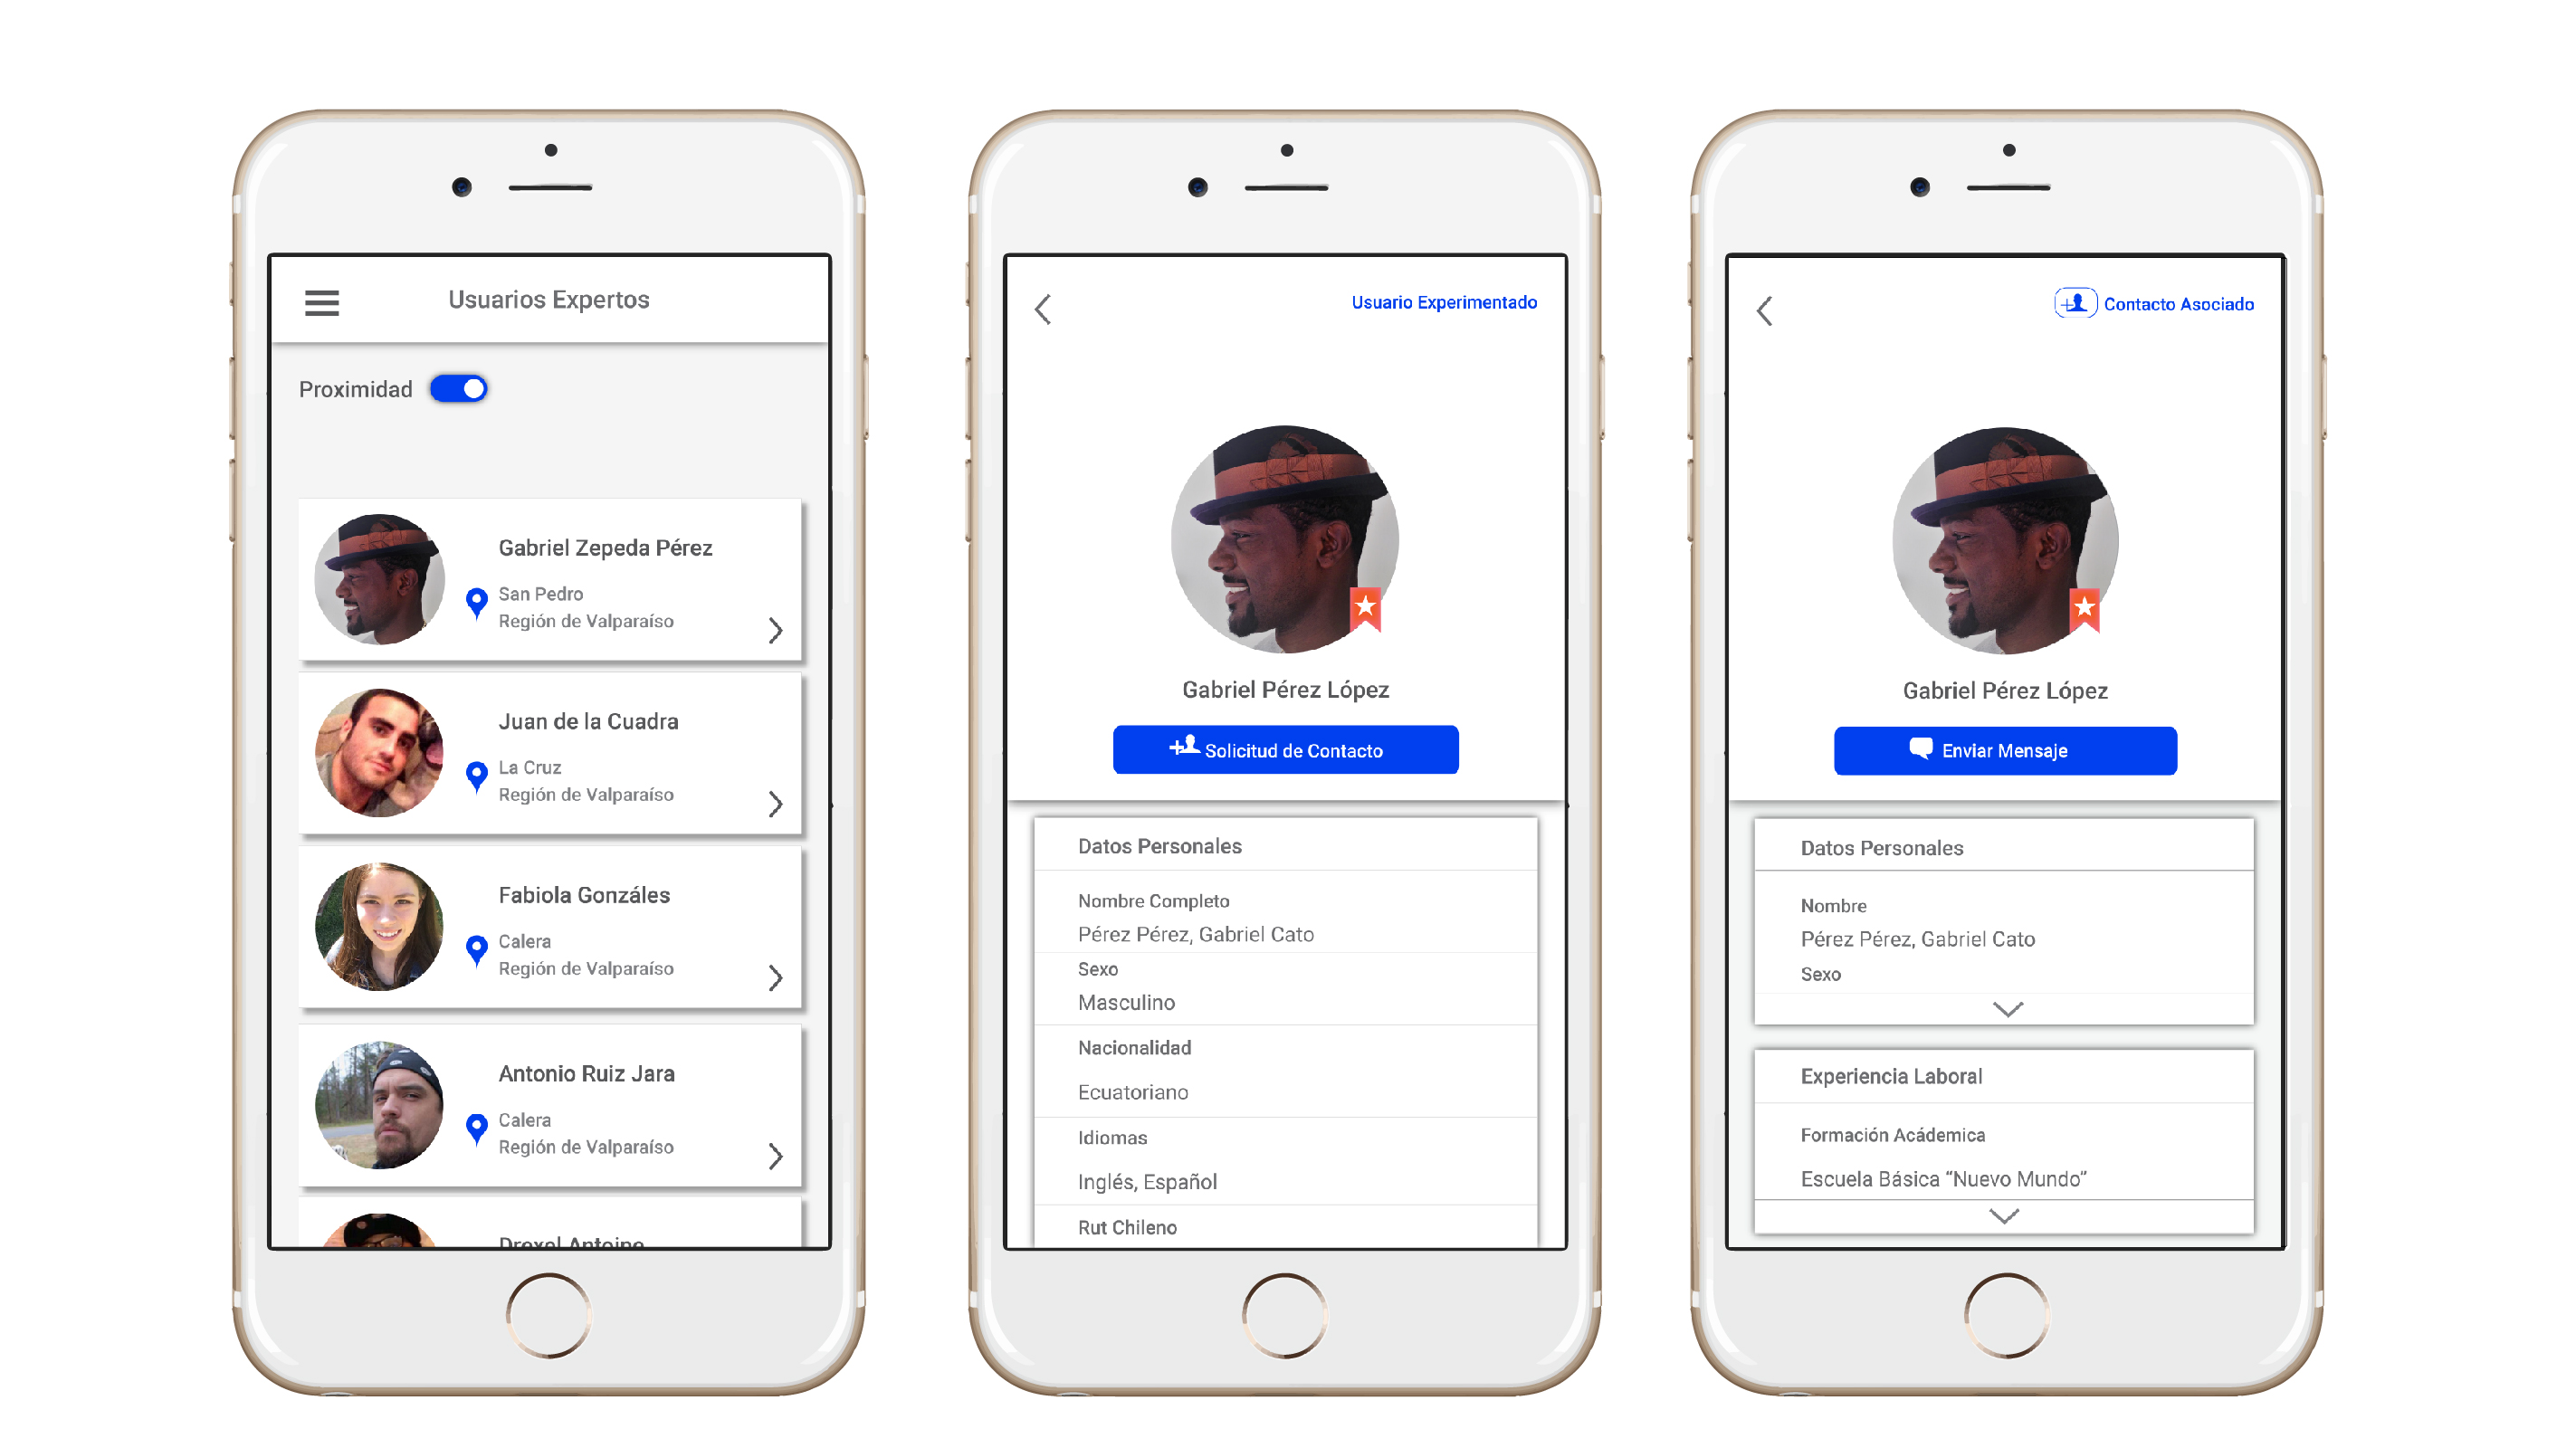 Usuarios Expertos
Proximidad
Gabriel Zepeda Pérez
San Pedro
Región de Valparaíso
Juan de la Cuadra
La Cruz
Región de Valparaíso
Fabiola Gonzáles
Calera
Región de Valparaíso
Antonio Ruiz Jara
Calera
Región de Valparaíso
Drexel Antoine
Usuario Experimentado
Gabriel Pérez López
Solicitud de Contacto
Datos Personales
Nombre Completo
Pérez Pérez, Gabriel Cato
Sexo
Masculino
Nacionalidad
Ecuatoriano
Idiomas
Inglés, Español
Rut Chileno
Contacto Asociado
Gabriel Pérez López
Enviar Mensaje
Datos Personales
Nombre
Pérez Pérez, Gabriel Cato
Sexo
Experiencia Laboral
Formación Acádemica
Escuela Básica “Nuevo Mundo”